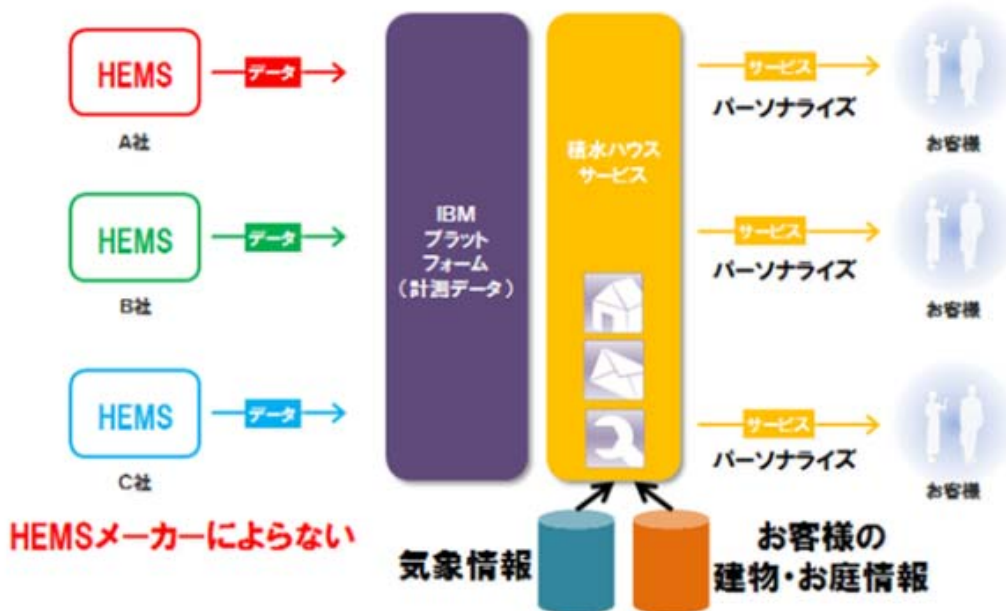 HEMS
データ
A社
HEMS
データ
B社
HEMS
データ
C社
HEMSメーカーによらない
IBM
プラット
フォーム
（計測データ）
積水ハウス
サービス
サービス
パーソナライズ
お客様
サービス
パーソナライズ
お客様
サービス
パーソナライズ
お客様
気象情報
お客様の
建物・お庭情報